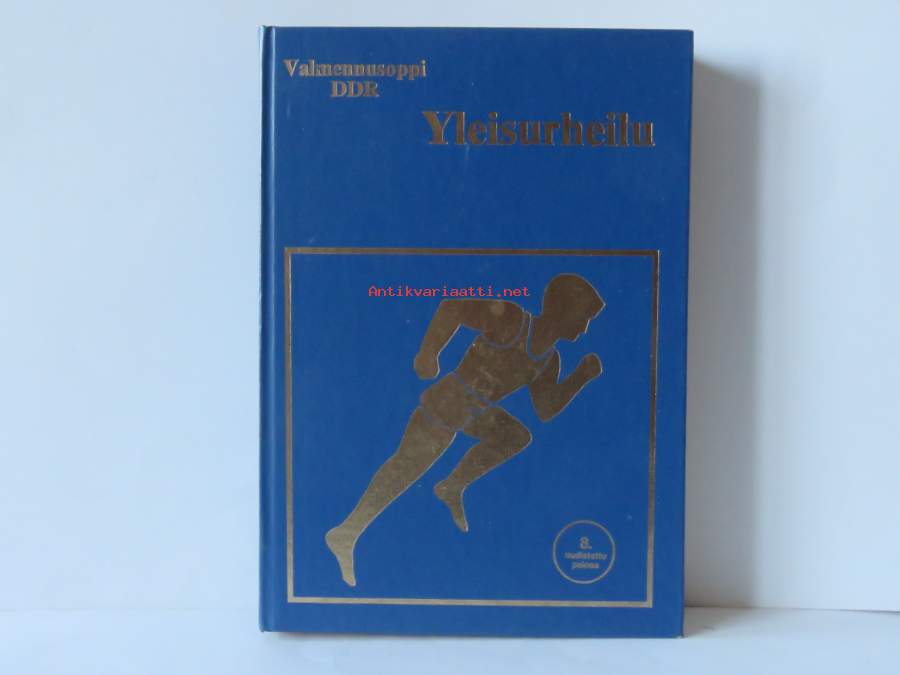 Valmennusoppi
DDR
Yleisurheilu
Antikvariaatti.net
8.
uudistettu
painos